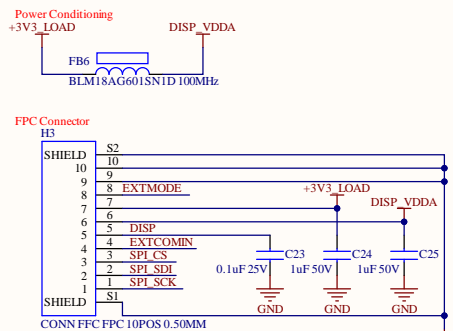 Power Conditioning
+3V3_LOAD DISP_VDDA
FB6
BLM18AG601SN1D 100MHz
FPC Connector
H3
SHIELD S2
10 10
9 9
8 8 EXTMODE
7 7 +3V3_LOAD
6 6 DISP_VDDA
5 5 DISP
4 4 EXTCOMIN
3 3 SPI_CS
2 2 SPI_SDI
1 1 SPI_SCK
SHIELD S1
C23 C24 C25
0.1uF 25V 1uF 50V 1uF 50V
GND GND GND
CONN FFC FPC 10POS 0.50MM